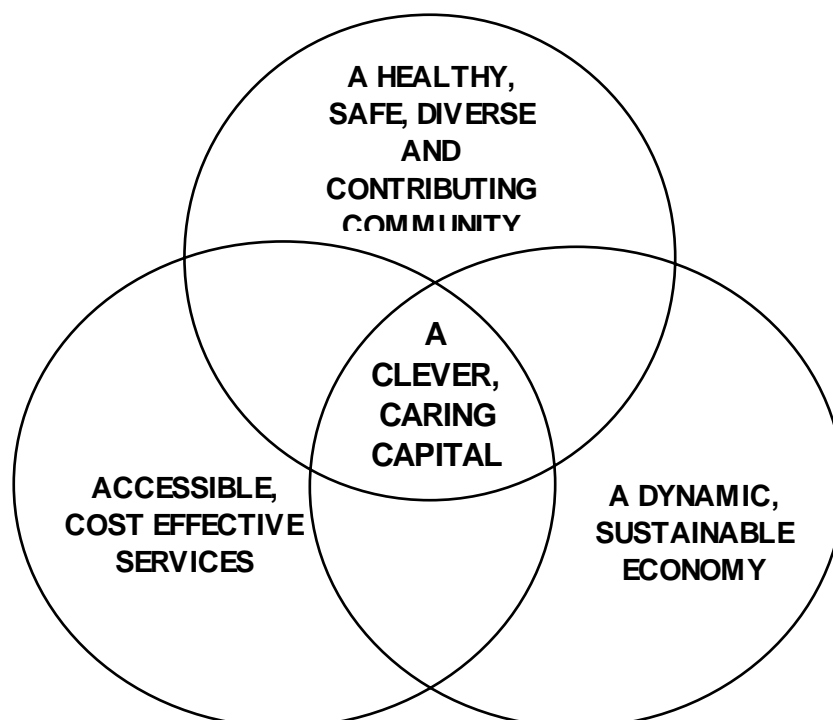 A HEALTHY,
SAFE, DIVERSE
AND
CONTRIBUTING
COMMUNITY
A
CLEVER,
CARING
CAPITAL
ACCESSIBLE,
COST EFFECTIVE
SERVICES
A DYNAMIC,
SUSTAINABLE
ECONOMY